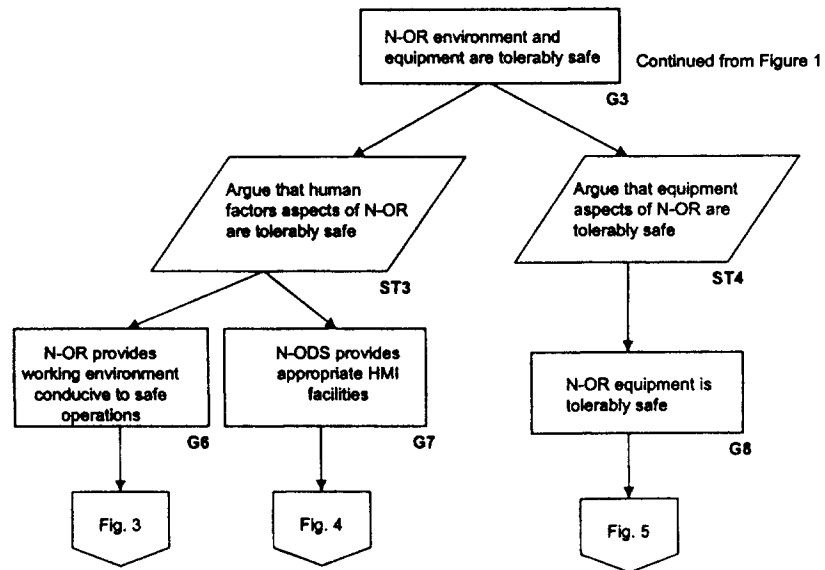 N-OR environment and
equipment are tolerably safe
Continued from Figure 1
G3
Argue that human
factors aspects of N-OR
are tolerably safe
ST3
Argue that equipment
aspects of N-OR are
tolerably safe
ST4
N-OR provides
working environment
conducive to safe
operations
G6
N-ODS provides
appropriate HMI
facilities
G7
N-OR equipment is
tolerably safe
G8
Fig. 3
Fig. 4
Fig. 5